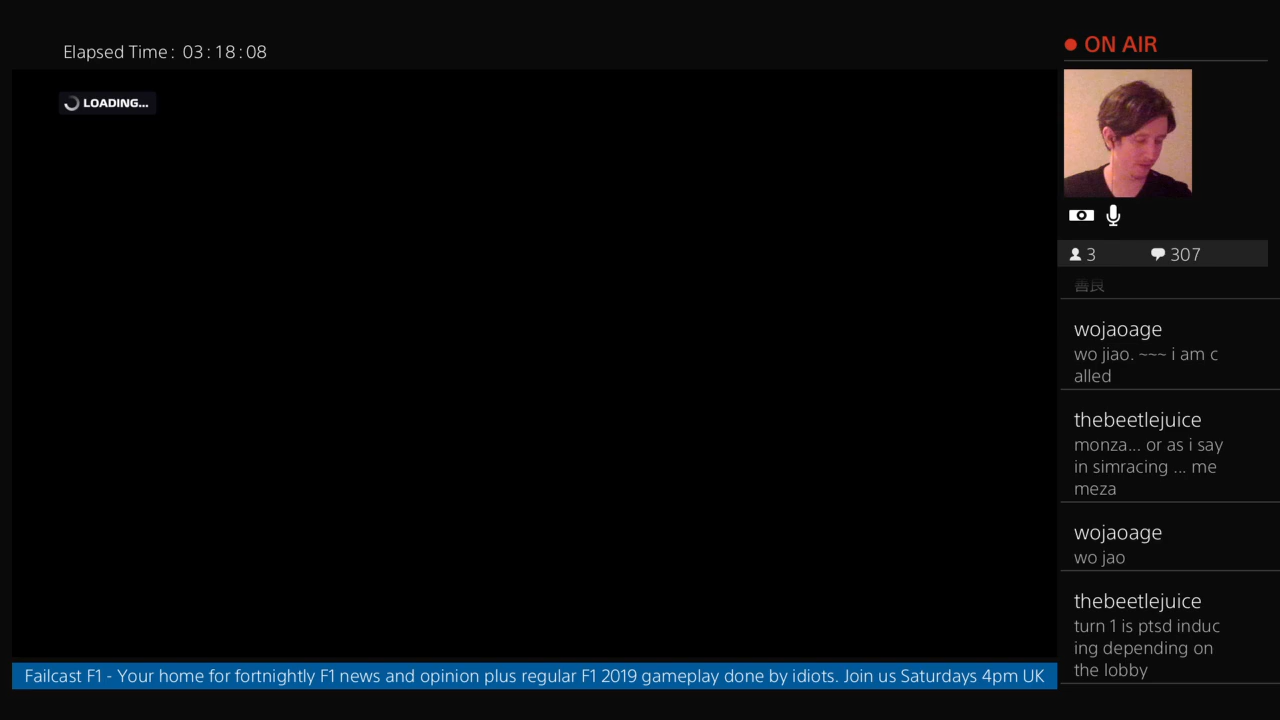 Elapsed Time: 03:18:08
ON AIR
LOADING...
3
307
善良
wojaoage
wo jiao. ~~~ i am c
alled
thebeetlejuice
monza... or as i say
in simracing ... me
meza
wojaoage
wo jao
thebeetlejuice
turn 1 is ptsd induc
ing depending on
the lobby
Failcast F1 - Your home for fortnightly F1 news and opinion plus regular F1 2019 gameplay done by idiots. Join us Saturdays 4pm UK